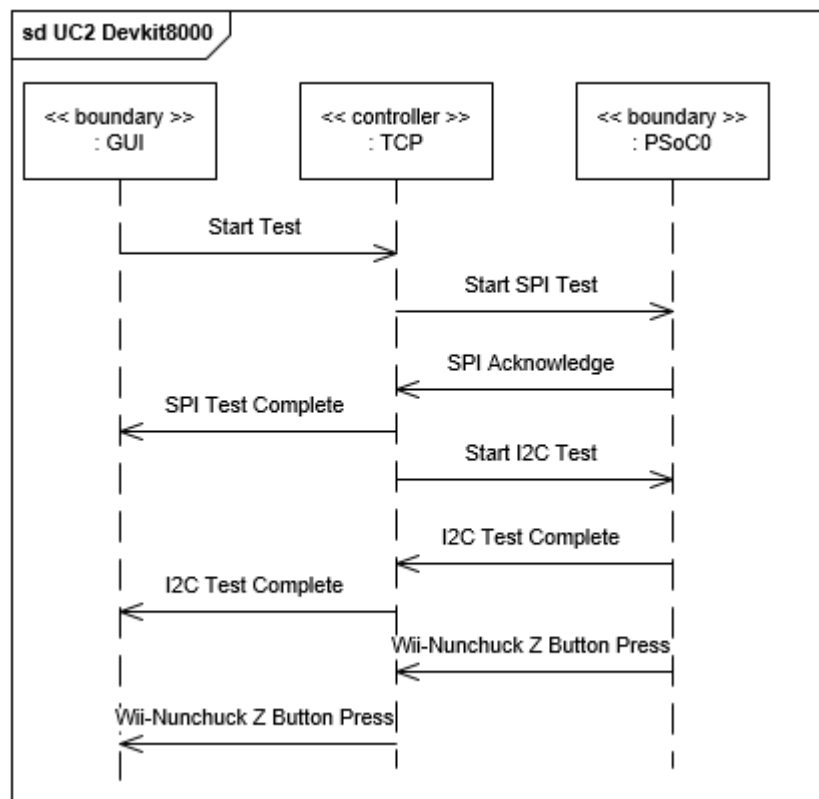 sd UC2 Devkit8000
<< boundary >>
: GUI
<< controller >>
: TCP
<< boundary >>
: PSoC0
Start Test
Start SPI Test
SPI Acknowledge
SPI Test Complete
Start I2C Test
I2C Test Complete
I2C Test Complete
Wii-Nunchuck Z Button Press
Wii-Nunchuck Z Button Press